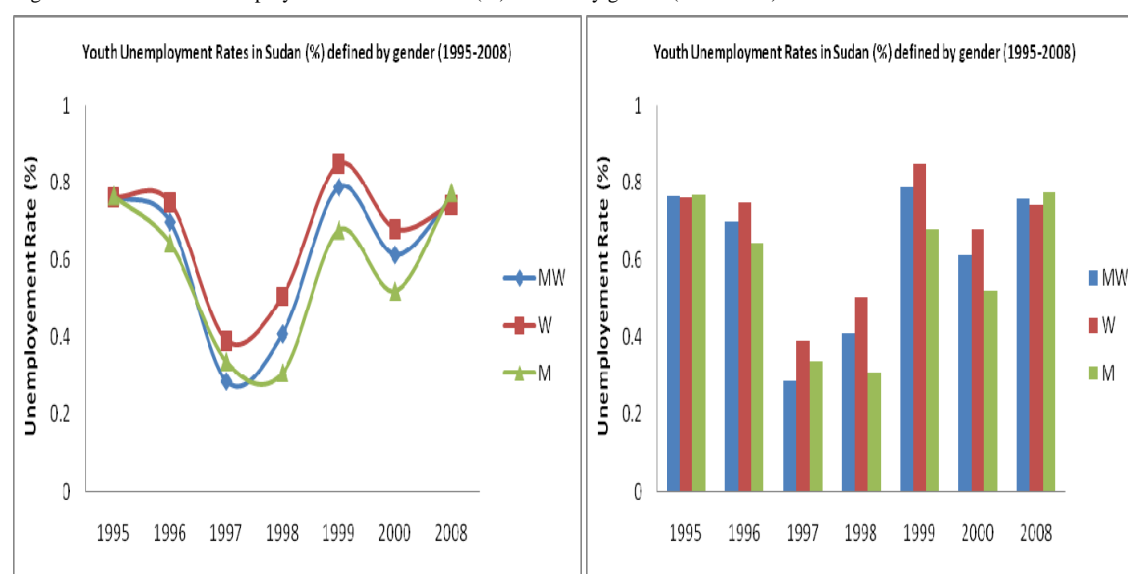 Youth Unemployment Rates in Sudan (%) defined by gender (1995-2008)
Unemployement Rate (%)
1
0.8
0.6
0.4
0.2
0
1995 1996 1997 1998 1999 2000 2008
MW
W
M
Youth Unemployment Rates in Sudan (%) defined by gender (1995-2008)
Unemployement Rate (%)
1
0.8
0.6
0.4
0.2
0
1995 1996 1997 1998 1999 2000 2008
MW
W
M